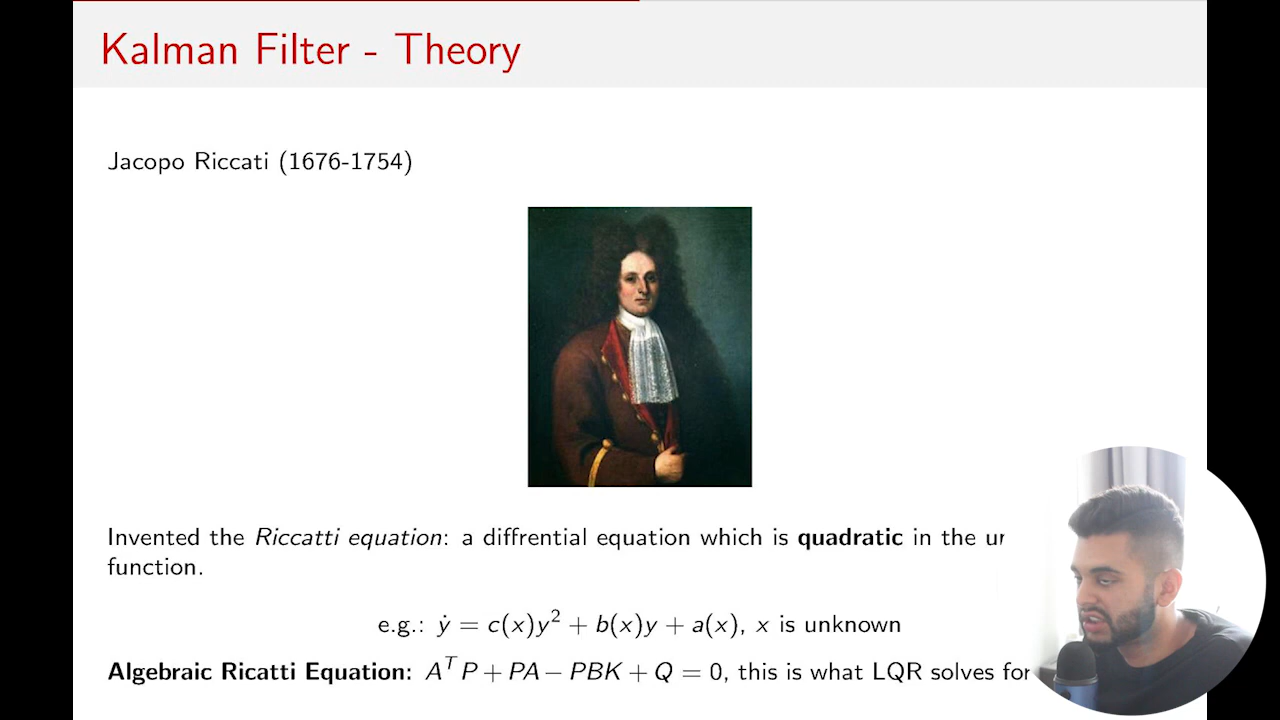 Kalman Filter - Theory
Jacopo Riccati (1676-1754)
Invented the Riccatti equation: a diffrential equation which is quadratic in the
function.
e.g.: ẏ = c(x)y² + b(x)y + a(x), x is unknown
Algebraic Ricatti Equation: AᵀP + PA − PBK + Q = 0, this is what LQR solves for